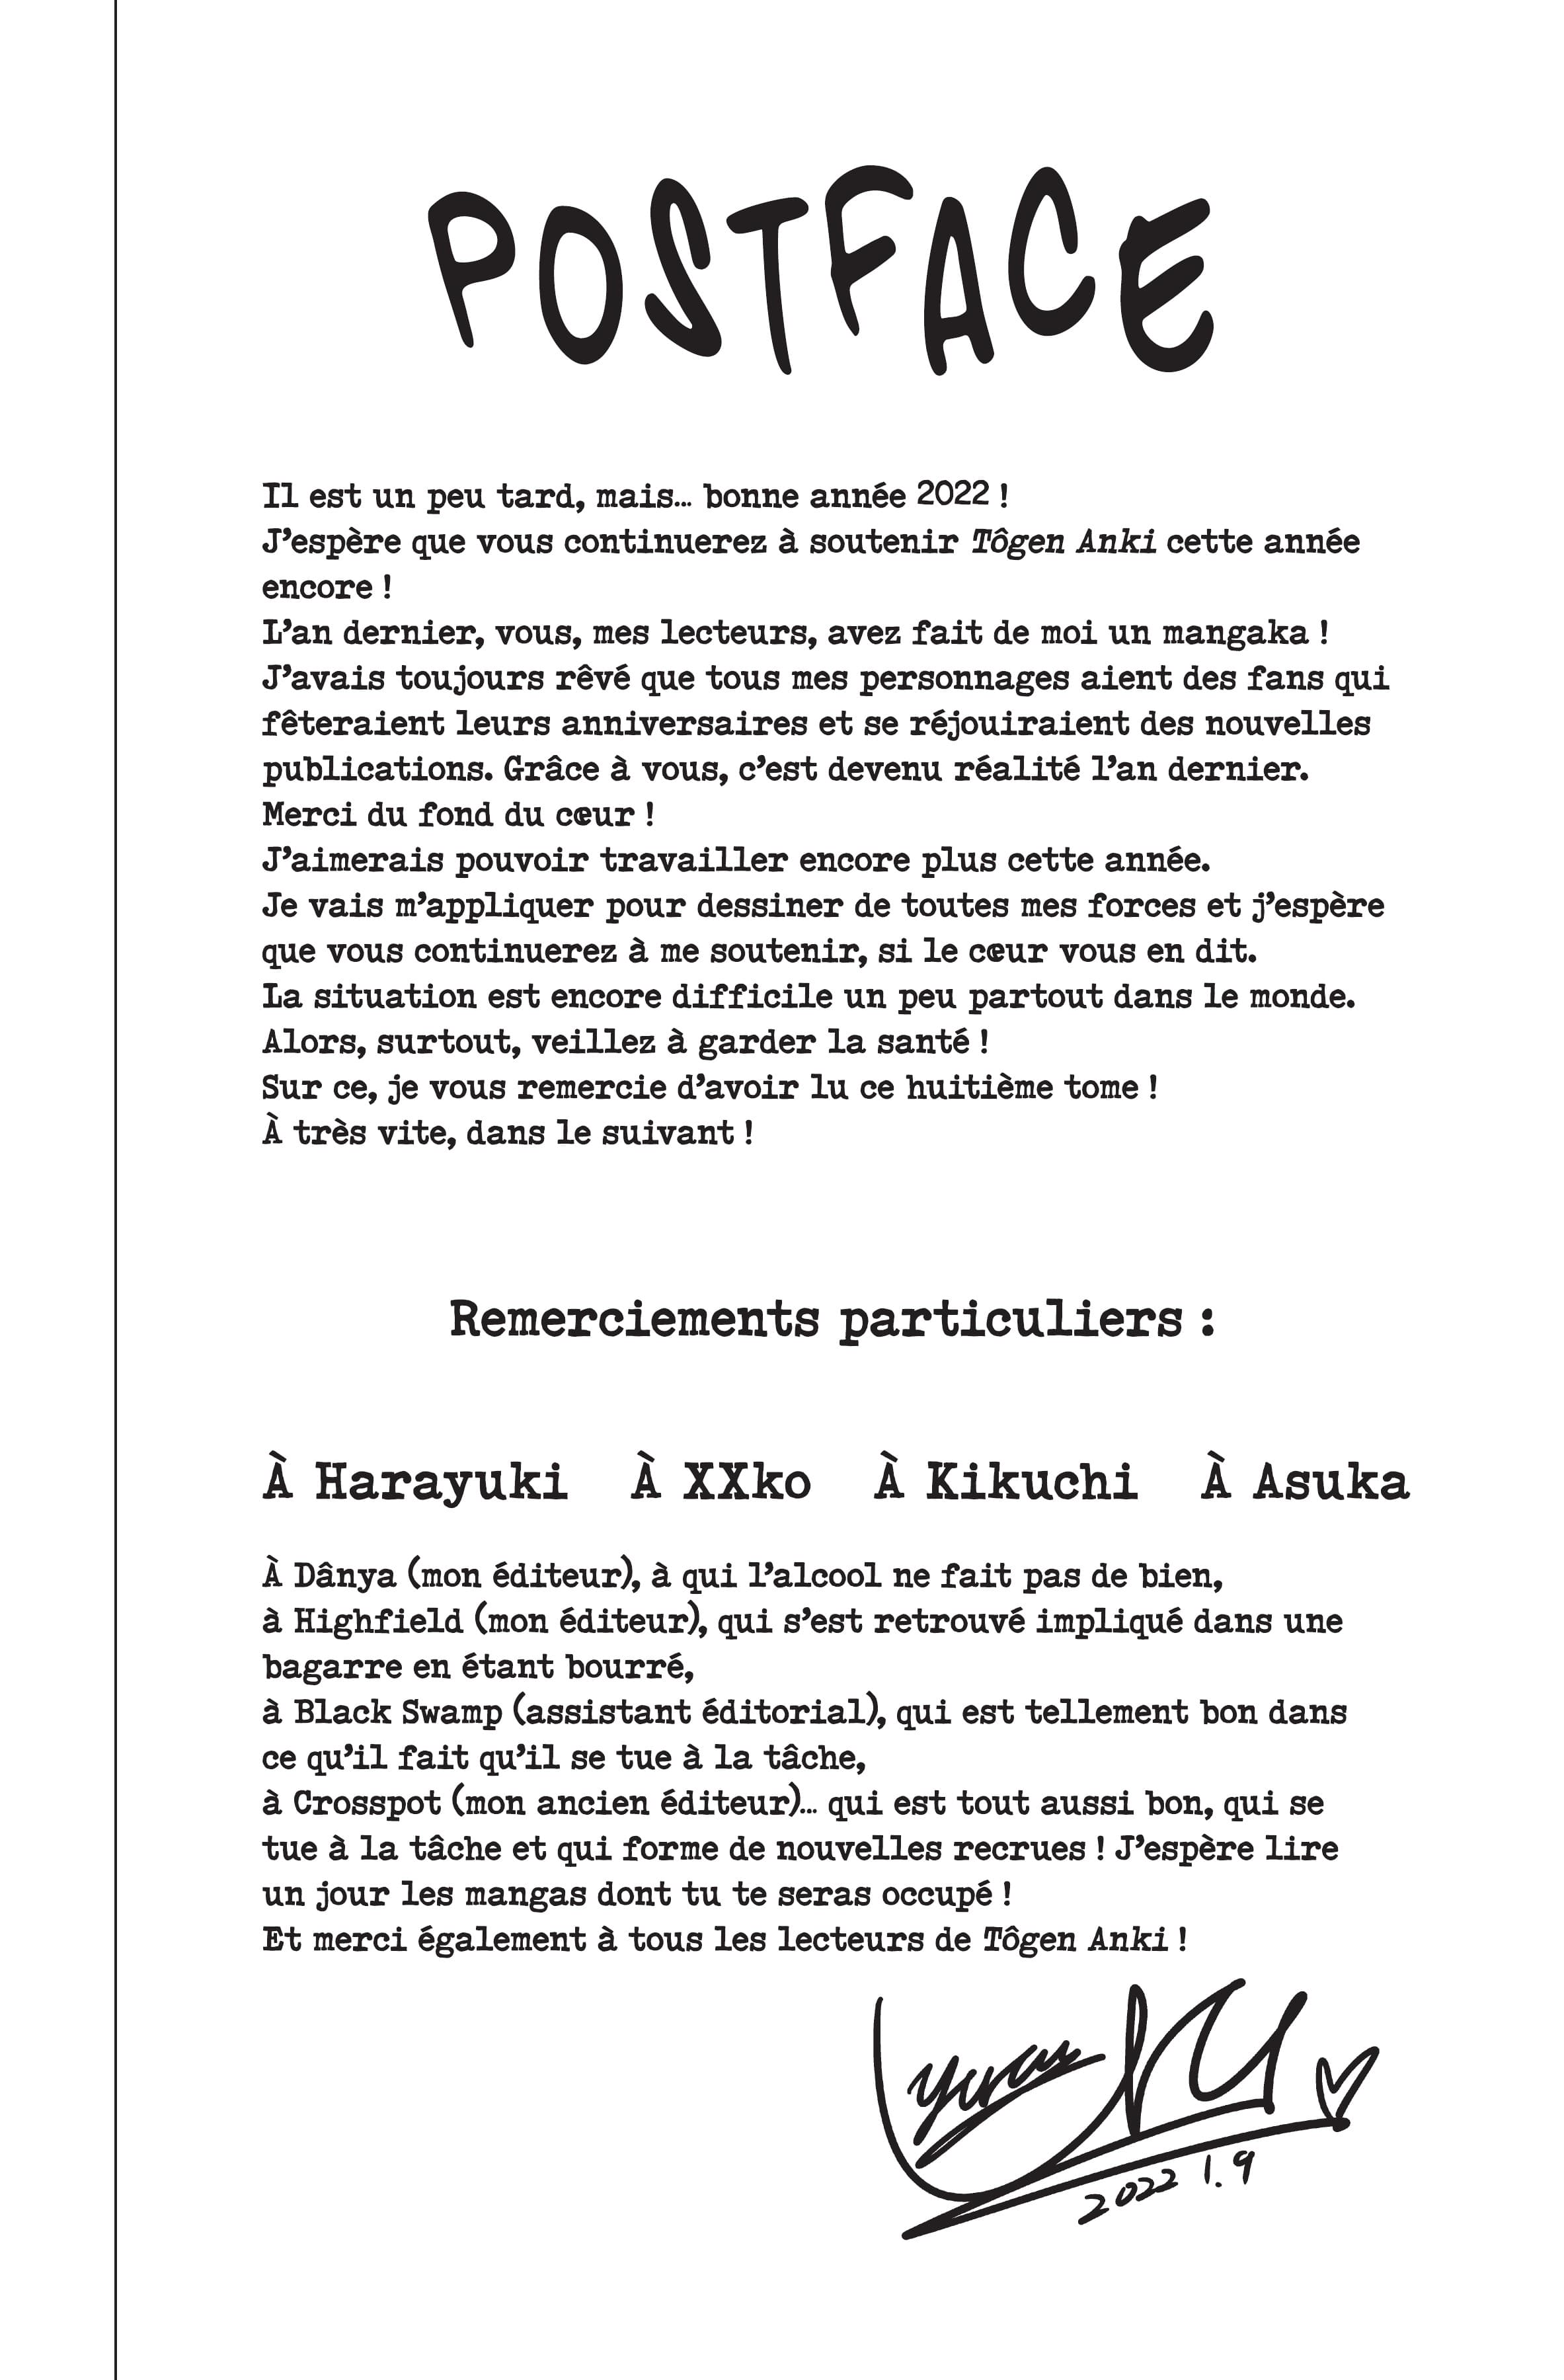 POSTFACE
Il est un peu tard, mais… bonne année 2022 !
J’espère que vous continuerez à soutenir Tôgen Anki cette année
encore !
L’an dernier, vous, mes lecteurs, avez fait de moi un mangaka !
J’avais toujours rêvé que tous mes personnages aient des fans qui
fêteraient leurs anniversaires et se réjouiraient des nouvelles
publications. Grâce à vous, c’est devenu réalité l’an dernier.
Merci du fond du cœur !
J’aimerais pouvoir travailler encore plus cette année.
Je vais m’appliquer pour dessiner de toutes mes forces et j’espère
que vous continuerez à me soutenir, si le cœur vous en dit.
La situation est encore difficile un peu partout dans le monde.
Alors, surtout, veillez à garder la santé !
Sur ce, je vous remercie d’avoir lu ce huitième tome !
À très vite, dans le suivant !
Remerciements particuliers :
À Harayuki À XXko À Kikuchi À Asuka
À Dânya (mon éditeur), à qui l’alcool ne fait pas de bien,
à Highfield (mon éditeur), qui s’est retrouvé impliqué dans une
bagarre en étant bourré,
à Black Swamp (assistant éditorial), qui est tellement bon dans
ce qu’il fait qu’il se tue à la tâche,
à Crosspot (mon ancien éditeur)… qui est tout aussi bon, qui se
tue à la tâche et qui forme de nouvelles recrues ! J’espère lire
un jour les mangas dont tu te seras occupé !
Et merci également à tous les lecteurs de Tôgen Anki !
2022 1.9